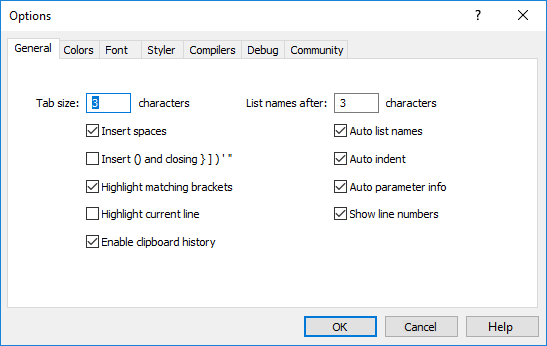 Options
General Colors Font Styler Compilers Debug Community
Tab size: 3 characters List names after: 3 characters
Insert spaces Auto list names
Insert () and closing } ] ) ' " Auto indent
Highlight matching brackets Auto parameter info
Highlight current line Show line numbers
Enable clipboard history
OK Cancel Help